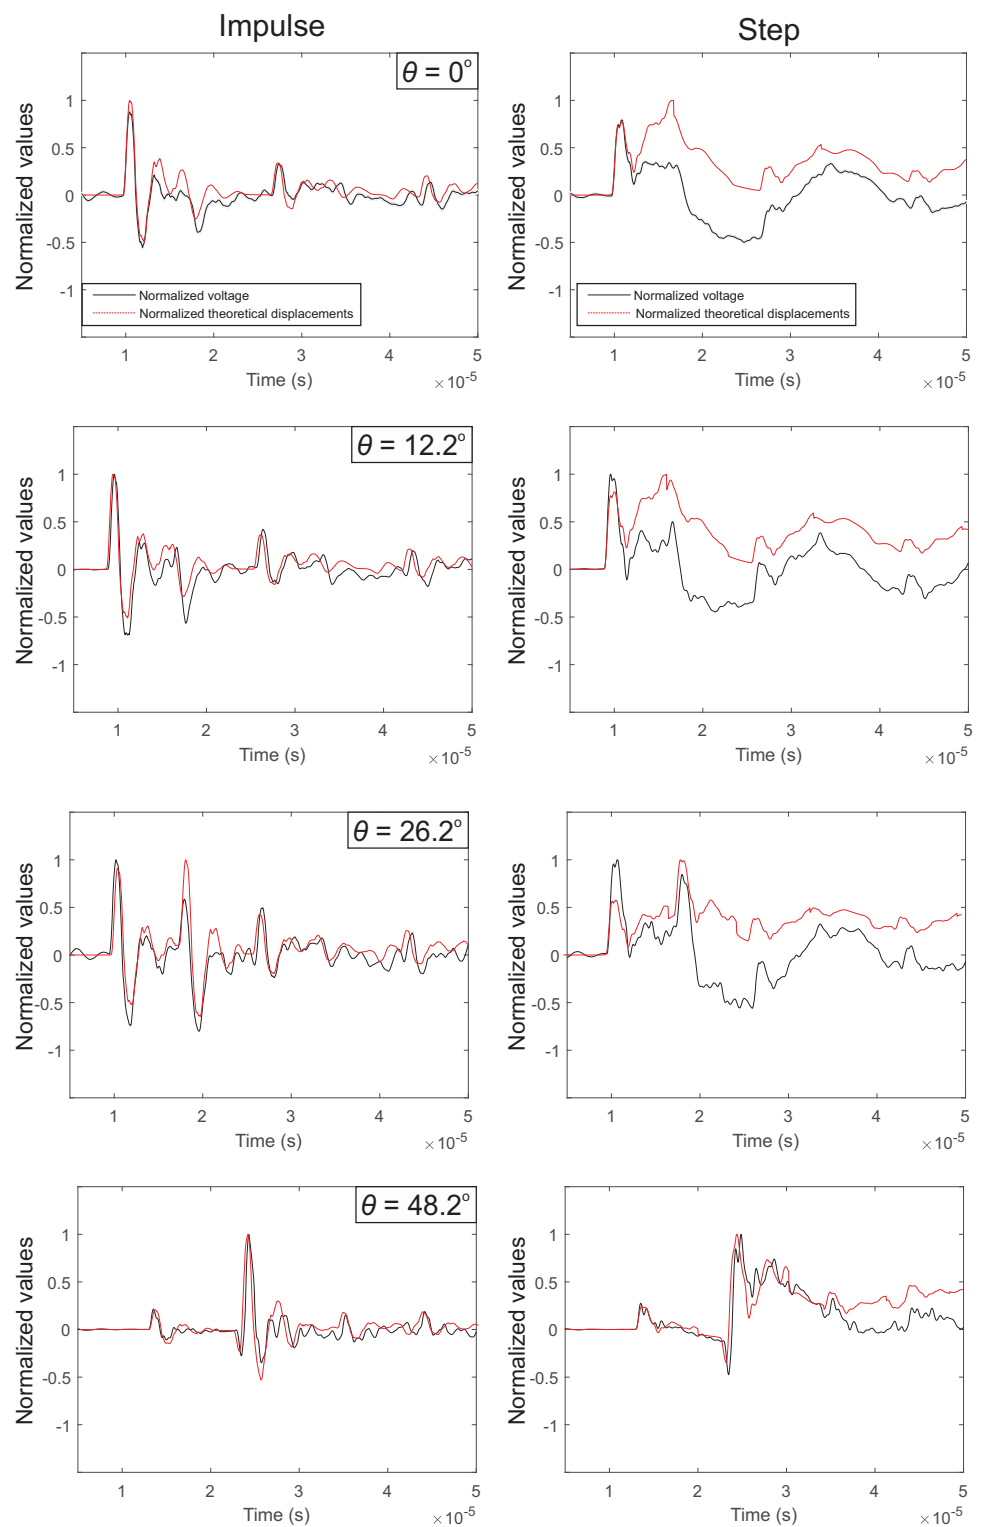 Impulse
Step
θ = 0°
Normalized values
1
0.5
0
-0.5
-1
Normalized voltage
Normalized theoretical displacements
1 2 3 4 5
Time (s)
×10-5
Normalized values
1
0.5
0
-0.5
-1
Normalized voltage
Normalized theoretical displacements
1 2 3 4 5
Time (s)
×10-5
θ = 12.2°
Normalized values
1
0.5
0
-0.5
-1
1 2 3 4 5
Time (s)
×10-5
Normalized values
1
0.5
0
-0.5
-1
1 2 3 4 5
Time (s)
×10-5
θ = 26.2°
Normalized values
1
0.5
0
-0.5
-1
1 2 3 4 5
Time (s)
×10-5
Normalized values
1
0.5
0
-0.5
-1
1 2 3 4 5
Time (s)
×10-5
θ = 48.2°
Normalized values
1
0.5
0
-0.5
-1
1 2 3 4 5
Time (s)
×10-5
Normalized values
1
0.5
0
-0.5
-1
1 2 3 4 5
Time (s)
×10-5